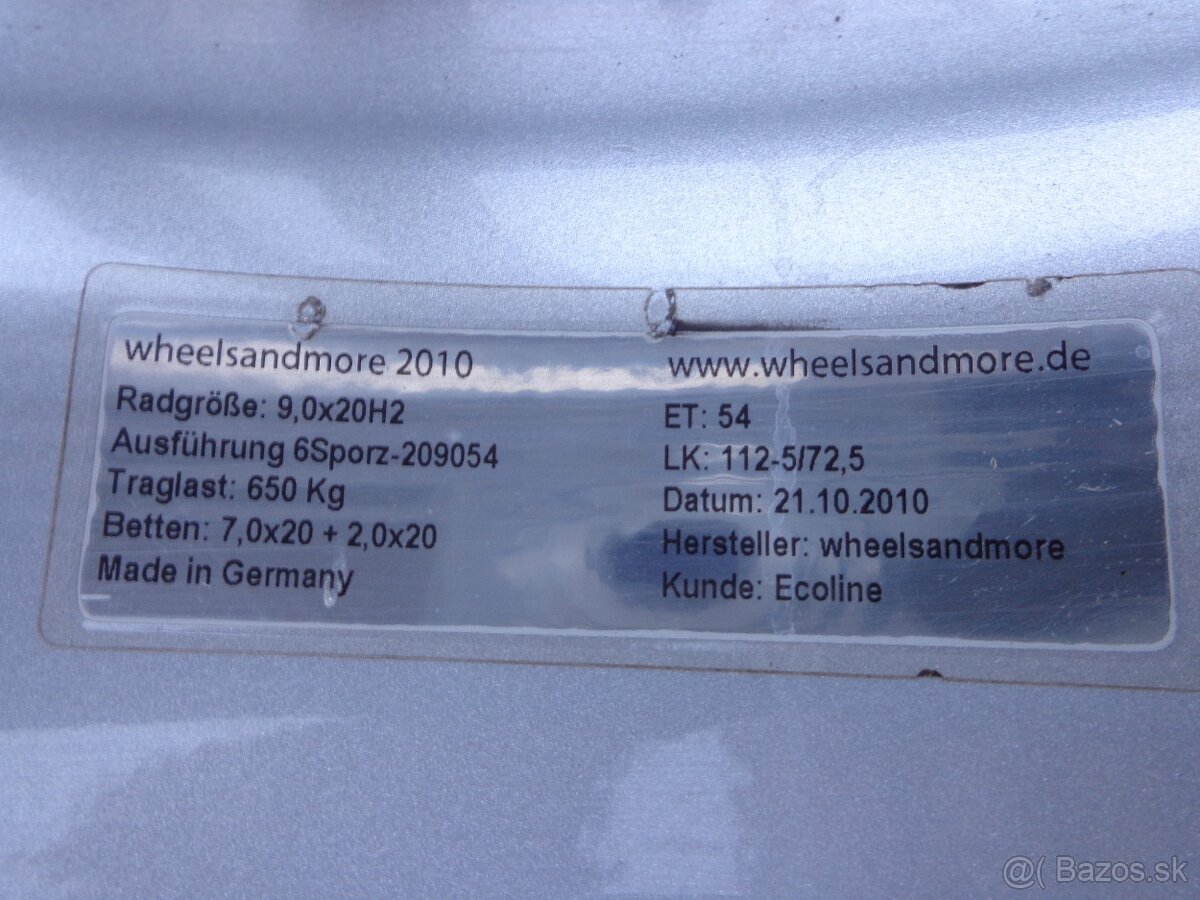 wheelsandmore 2010
Radgröße: 9,0x20H2
Ausführung 6Sporz-209054
Traglast: 650 Kg
Betten: 7,0x20 + 2,0x20
Made in Germany
www.wheelsandmore.de
ET: 54
LK: 112-5/72,5
Datum: 21.10.2010
Hersteller: wheelsandmore
Kunde: Ecoline
@( Bazos.sk